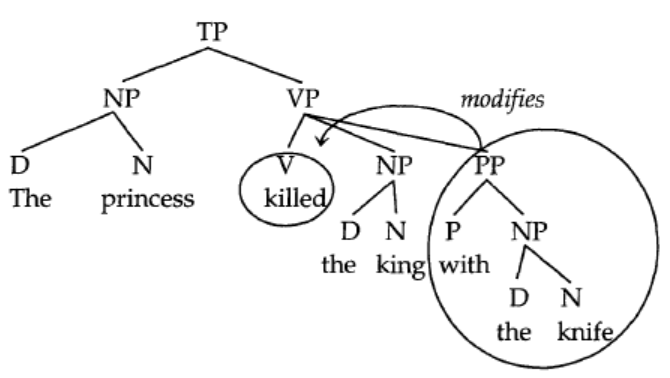 TP
NP VP modifies
D N V NP PP
The princess killed
D N P NP
the king with
D N
the knife